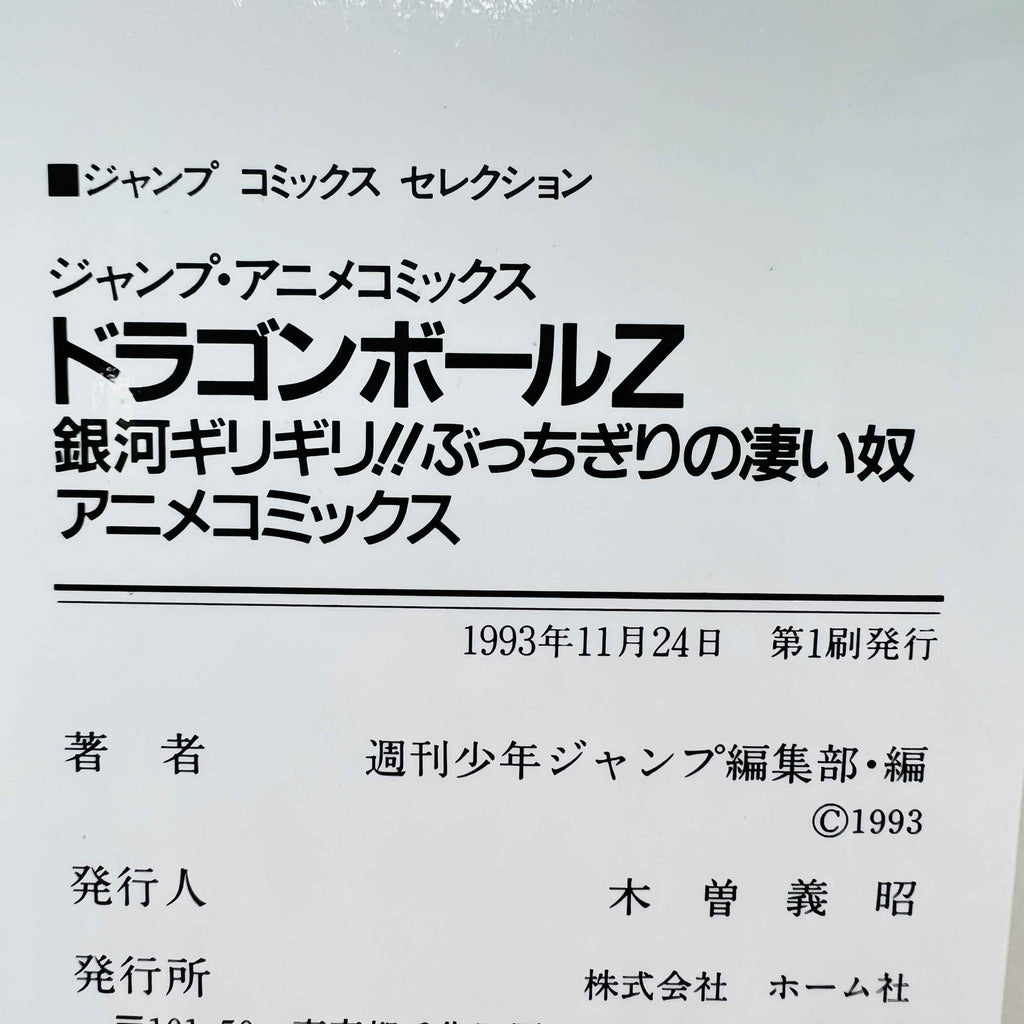 ■ジャンプ コミックス セレクション
ジャンプ・アニメコミックス
ドラゴンボールZ
銀河ギリギリ!!ぶっちぎりの凄い奴
アニメコミックス
1993年11月24日　第1刷発行
著　者　週刊少年ジャンプ編集部・編
©1993
発行人　木曽義昭
発行所　株式会社　ホーム社